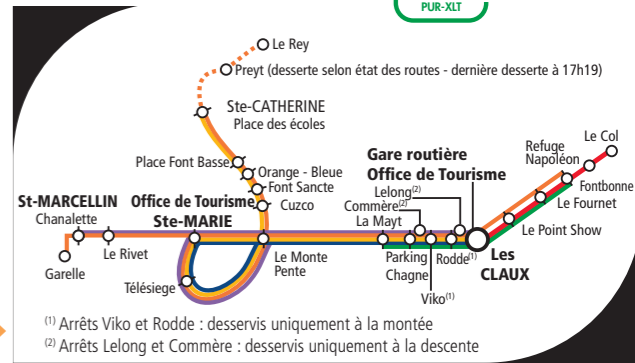 PUR-XLT
Le Rey
Preyt (desserte selon état des routes - dernière desserte à 17h19)
Ste-CATHERINE
Place des écoles
Place Font Basse
Orange - Bleue
Font Sancte
Cuzco
Gare routière
Office de Tourisme
Refuge
Napoléon
Le Col
Fontbonne
Le Fournet
Le Point Show
Lelong(2)
Commère(2)
La Mayt
St-MARCELLIN
Chanalette
Office de Tourisme
Ste-MARIE
Garelle
Le Rivet
Télésiege
Le Monte
Pente
Parking
Chagne
Viko(1)
Rodde(1)
Les
CLAUX
(1) Arrêts Viko et Rodde : desservis uniquement à la montée
(2) Arrêts Lelong et Commère : desservis uniquement à la descente